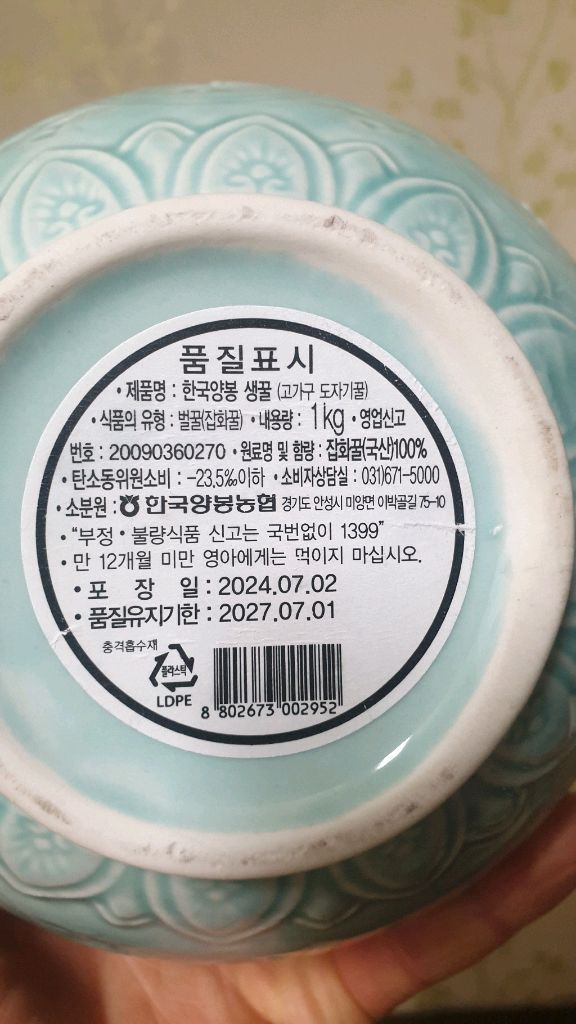 품질표시
• 제품명 : 한국양봉 생꿀 (고가구 도자기꿀)
• 식품의 유형 : 벌꿀(잡화꿀) • 내용량 : 1kg • 영업신고
번호 : 20090360270 • 원료명 및 함량 : 잡화꿀(국산)100%
• 탄소동위원소비 : -23.5‰이하 • 소비자상담실 : 031)671-5000
• 소분원 : 한국양봉농협 경기도 안성시 미양면 이박골길 75-10
• "부정 • 불량식품 신고는 국번없이 1399"
• 만 12개월 미만 영아에게는 먹이지 마십시오.
• 포 장 일 : 2024.07.02
• 품질유지기한 : 2027.07.01
충격흡수재
플라스틱
LDPE
8 802673 002952